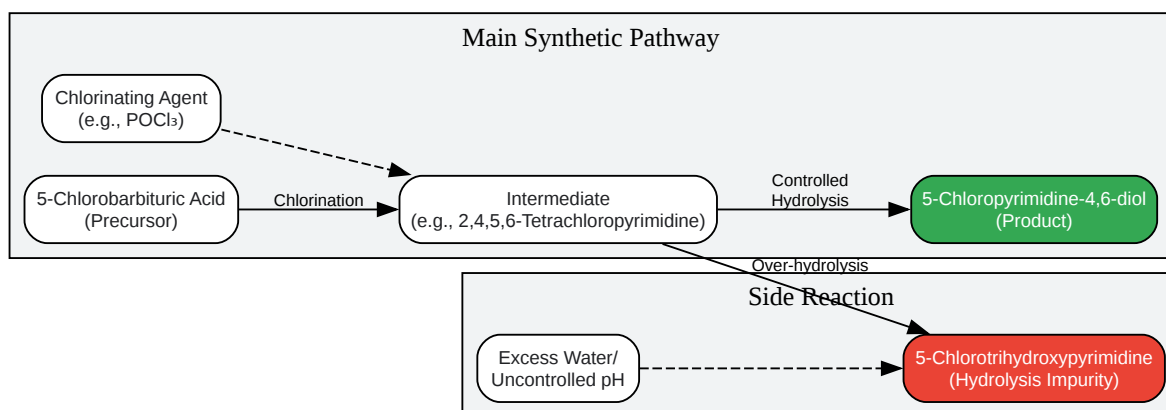 Main Synthetic Pathway
Chlorinating Agent
(e.g., POCl₃)
5-Chlorobarbituric Acid
(Precursor)
Chlorination
Intermediate
(e.g., 2,4,5,6-Tetrachloropyrimidine)
Controlled
Hydrolysis
5-Chloropyrimidine-4,6-diol
(Product)
Over-hydrolysis
Side Reaction
Excess Water/
Uncontrolled pH
5-Chlorotrihydroxypyrimidine
(Hydrolysis Impurity)